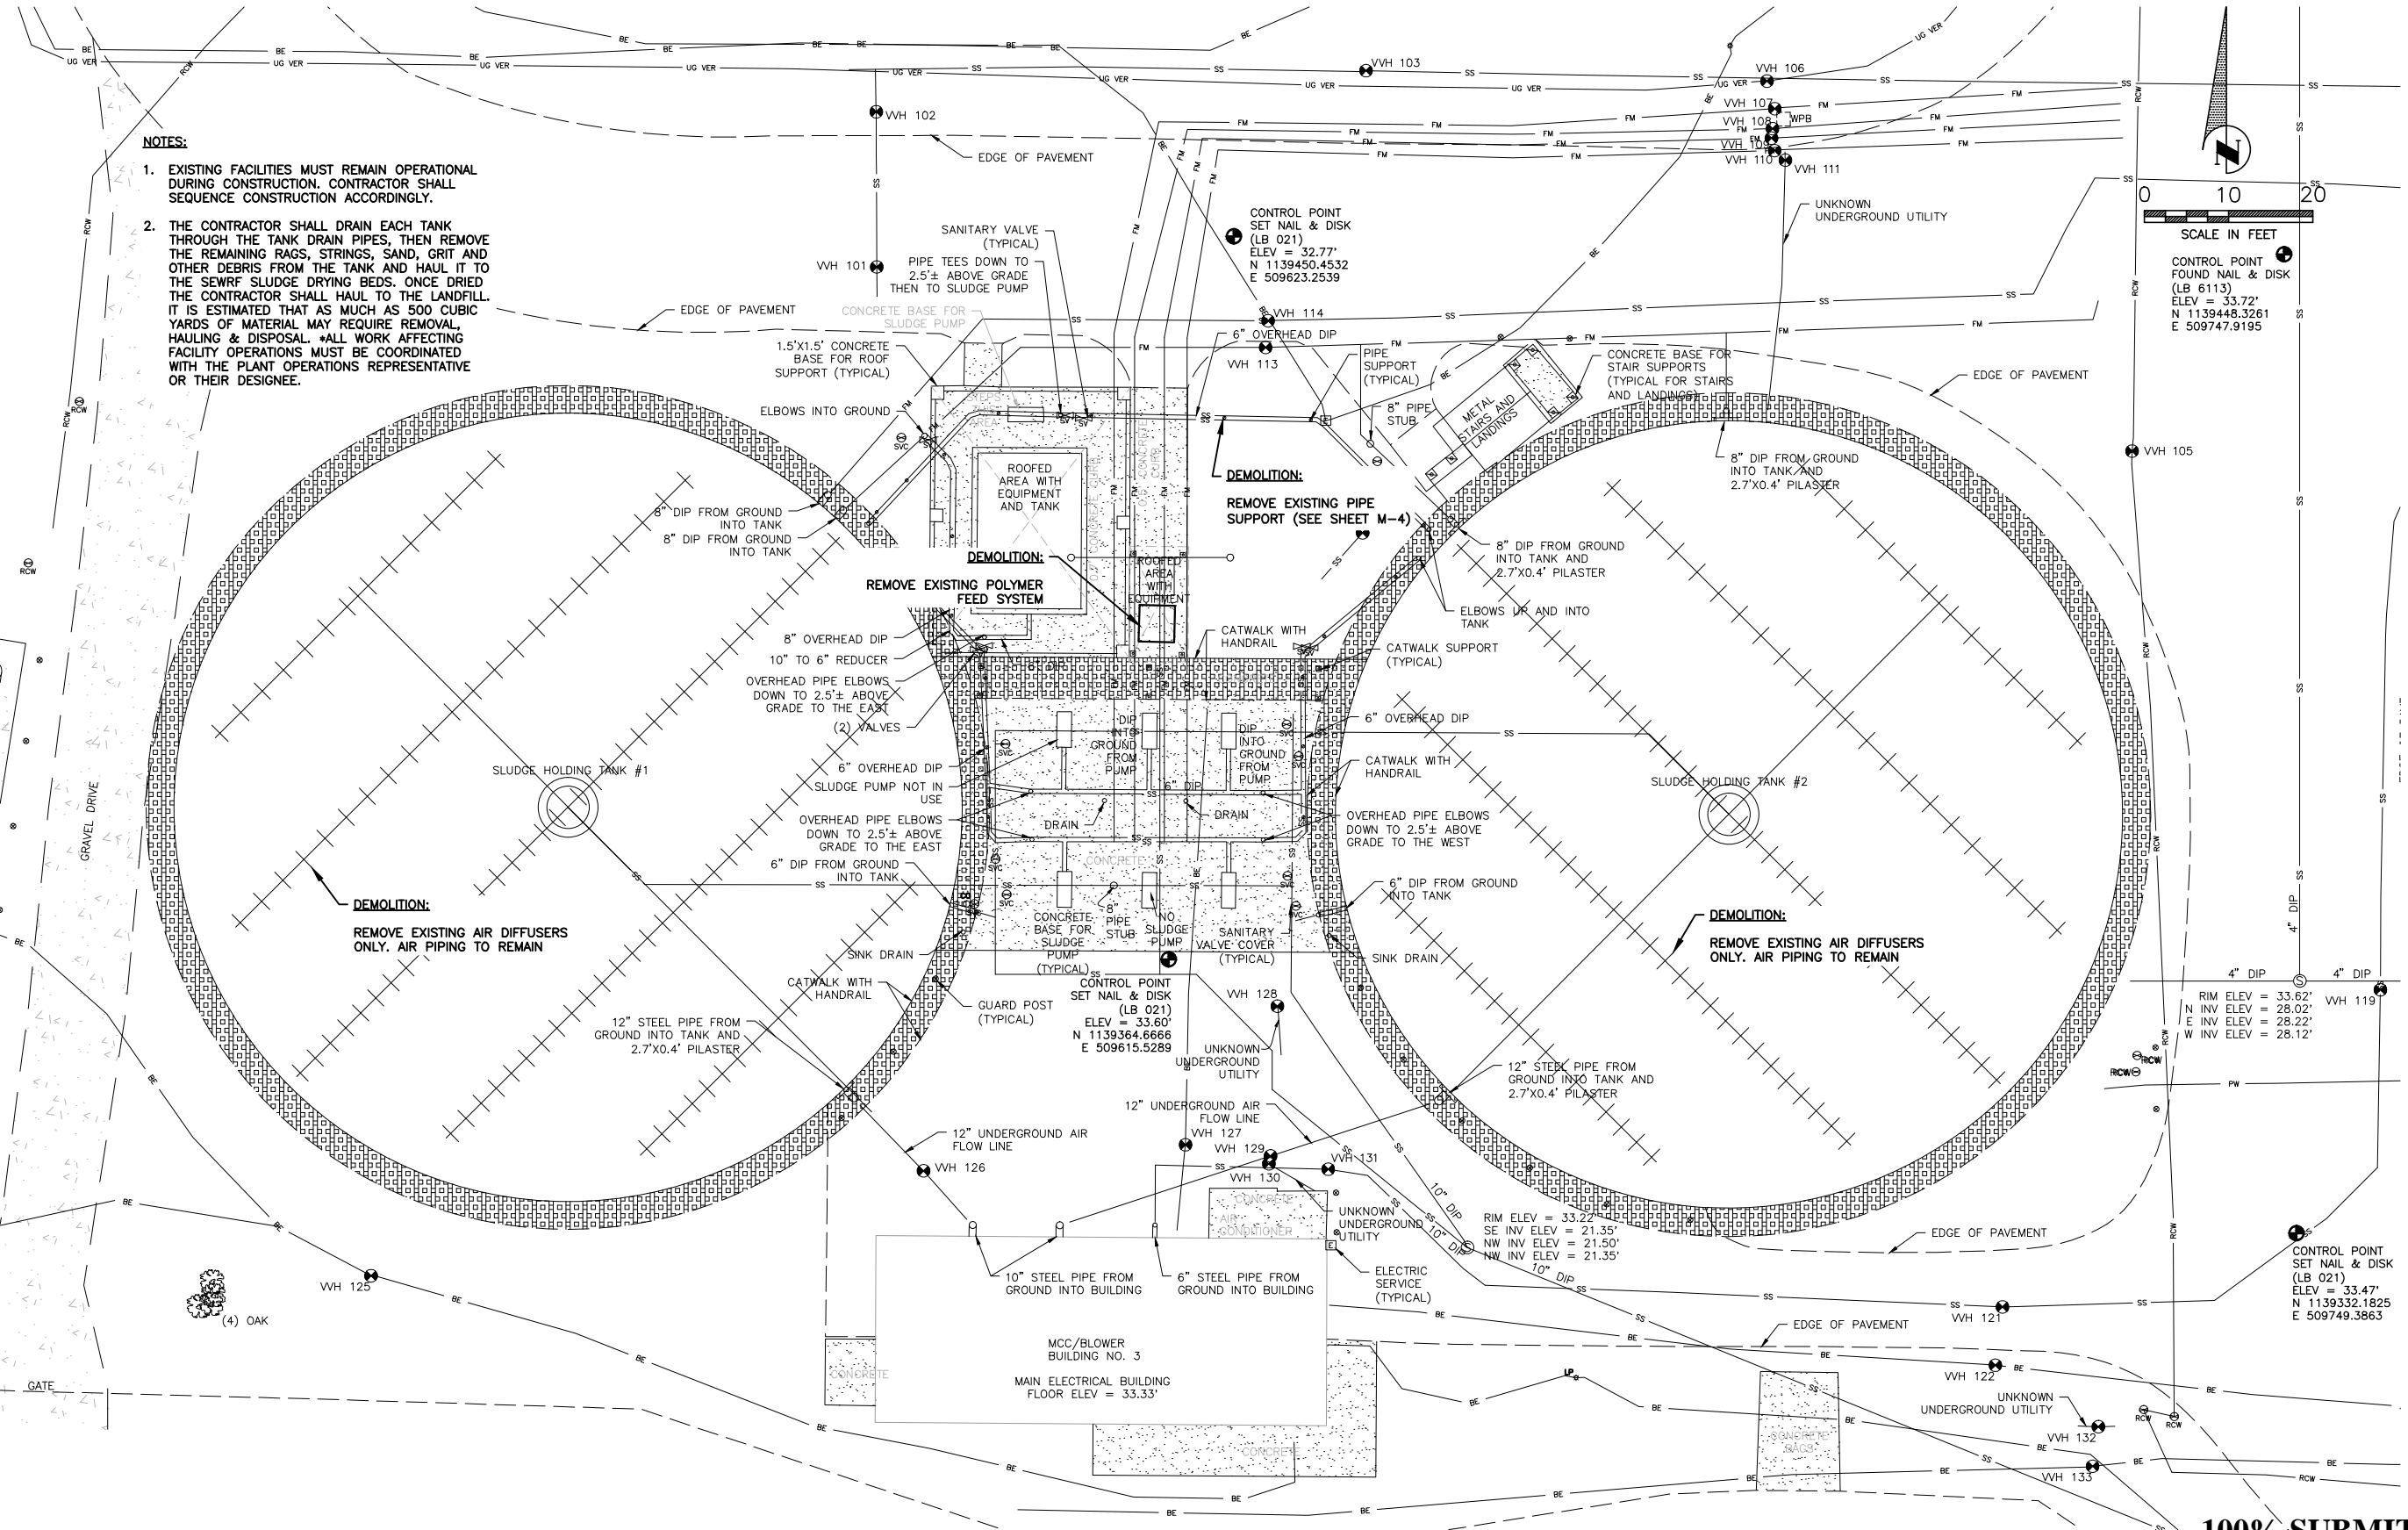 NOTES:
1. EXISTING FACILITIES MUST REMAIN OPERATIONAL
DURING CONSTRUCTION. CONTRACTOR SHALL
SEQUENCE CONSTRUCTION ACCORDINGLY.
2. THE CONTRACTOR SHALL DRAIN EACH TANK
THROUGH THE TANK DRAIN PIPES, THEN REMOVE
THE REMAINING RAGS, STRINGS, SAND, GRIT AND
OTHER DEBRIS FROM THE TANK AND HAUL IT TO
THE SEWRF SLUDGE DRYING BEDS. ONCE DRIED
THE CONTRACTOR SHALL HAUL TO THE LANDFILL.
IT IS ESTIMATED THAT AS MUCH AS 500 CUBIC
YARDS OF MATERIAL MAY REQUIRE REMOVAL,
HAULING & DISPOSAL. *ALL WORK AFFECTING
FACILITY OPERATIONS MUST BE COORDINATED
WITH THE PLANT OPERATIONS REPRESENTATIVE
OR THEIR DESIGNEE.
VVH 102
VVH 103
VVH 106
VVH 107
VVH 108
WPB
VVH 109
VVH 110
VVH 111
EDGE OF PAVEMENT
UNKNOWN
UNDERGROUND UTILITY
N
0 10 20
SCALE IN FEET
CONTROL POINT
FOUND NAIL & DISK
(LB 6113)
ELEV = 33.72'
N 1139448.3261
E 509747.9195
CONTROL POINT
SET NAIL & DISK
(LB 021)
ELEV = 32.77'
N 1139450.4532
E 509623.2539
SANITARY VALVE
(TYPICAL)
VVH 101
PIPE TEES DOWN TO
2.5'± ABOVE GRADE
THEN TO SLUDGE PUMP
EDGE OF PAVEMENT
CONCRETE BASE FOR
SLUDGE PUMP
VVH 114
6" OVERHEAD DIP
VVH 113
1.5'X1.5' CONCRETE
BASE FOR ROOF
SUPPORT (TYPICAL)
PIPE
SUPPORT
(TYPICAL)
CONCRETE BASE FOR
STAIR SUPPORTS
(TYPICAL FOR STAIRS
AND LANDINGS)
EDGE OF PAVEMENT
ELBOWS INTO GROUND
STEPS
AREA
8" PIPE
STUB
METAL
STAIRS AND
LANDINGS
VVH 105
ROOFED
AREA WITH
EQUIPMENT
AND TANK
DEMOLITION:
REMOVE EXISTING PIPE
SUPPORT (SEE SHEET M-4)
8" DIP FROM GROUND
INTO TANK AND
2.7'X0.4' PILASTER
8" DIP FROM GROUND
INTO TANK
8" DIP FROM GROUND
INTO TANK
8" DIP FROM GROUND
INTO TANK AND
2.7'X0.4' PILASTER
DEMOLITION:
REMOVE EXISTING POLYMER
FEED SYSTEM
ROOFED
AREA
WITH
EQUIPMENT
ELBOWS UP AND INTO
TANK
8" OVERHEAD DIP
10" TO 6" REDUCER
OVERHEAD PIPE ELBOWS
DOWN TO 2.5'± ABOVE
GRADE TO THE EAST
(2) VALVES
6" DIP
CATWALK WITH
HANDRAIL
CATWALK SUPPORT
(TYPICAL)
6" OVERHEAD DIP
DIP
INTO
GROUND
FROM
PUMP
DIP
INTO
GROUND
FROM
PUMP
SLUDGE HOLDING TANK #1
6" OVERHEAD DIP
SLUDGE PUMP NOT IN
USE
6" DIP
CATWALK WITH
HANDRAIL
SLUDGE HOLDING TANK #2
OVERHEAD PIPE ELBOWS
DOWN TO 2.5'± ABOVE
GRADE TO THE EAST
DRAIN
DRAIN
OVERHEAD PIPE ELBOWS
DOWN TO 2.5'± ABOVE
GRADE TO THE WEST
GRAVEL DRIVE
CONCRETE
6" DIP FROM GROUND
INTO TANK
6" DIP FROM GROUND
INTO TANK
DEMOLITION:
REMOVE EXISTING AIR DIFFUSERS
ONLY. AIR PIPING TO REMAIN
CONCRETE
BASE FOR
SLUDGE
PUMP
(TYPICAL)
8"
PIPE
STUB
NO
SLUDGE
PUMP
SANITARY
VALVE COVER
(TYPICAL)
DEMOLITION:
REMOVE EXISTING AIR DIFFUSERS
ONLY. AIR PIPING TO REMAIN
SINK DRAIN
SINK DRAIN
4" DIP
4" DIP
4" DIP
CATWALK WITH
HANDRAIL
GUARD POST
(TYPICAL)
CONTROL POINT
SET NAIL & DISK
(LB 021)
ELEV = 33.60'
N 1139364.6666
E 509615.5289
VVH 128
RIM ELEV = 33.62'
N INV ELEV = 28.02'
E INV ELEV = 28.22'
W INV ELEV = 28.12'
VVH 119
12" STEEL PIPE FROM
GROUND INTO TANK AND
2.7'X0.4' PILASTER
UNKNOWN
UNDERGROUND
UTILITY
12" STEEL PIPE FROM
GROUND INTO TANK AND
2.7'X0.4' PILASTER
12" UNDERGROUND AIR
FLOW LINE
12" UNDERGROUND AIR
FLOW LINE
VVH 126
VVH 127
VVH 129
VVH 130
VVH 131
10" DIP
10" DIP
10" DIP
CONCRETE
AIR
CONDITIONER
UNKNOWN
UNDERGROUND
UTILITY
RIM ELEV = 33.22'
SE INV ELEV = 21.35'
NW INV ELEV = 21.50'
NW INV ELEV = 21.35'
EDGE OF PAVEMENT
CONTROL POINT
SET NAIL & DISK
(LB 021)
ELEV = 33.47'
N 1139332.1825
E 509749.3863
VVH 125
(4) OAK
10" STEEL PIPE FROM
GROUND INTO BUILDING
6" STEEL PIPE FROM
GROUND INTO BUILDING
ELECTRIC
SERVICE
(TYPICAL)
VVH 121
EDGE OF PAVEMENT
MCC/BLOWER
BUILDING NO. 3
MAIN ELECTRICAL BUILDING
FLOOR ELEV = 33.33'
CONCRETE
GATE
LP
VVH 122
UNKNOWN
UNDERGROUND UTILITY
VVH 132
VVH 133
CONCRETE
CONCRETE
BAGS
100% SUBMIT